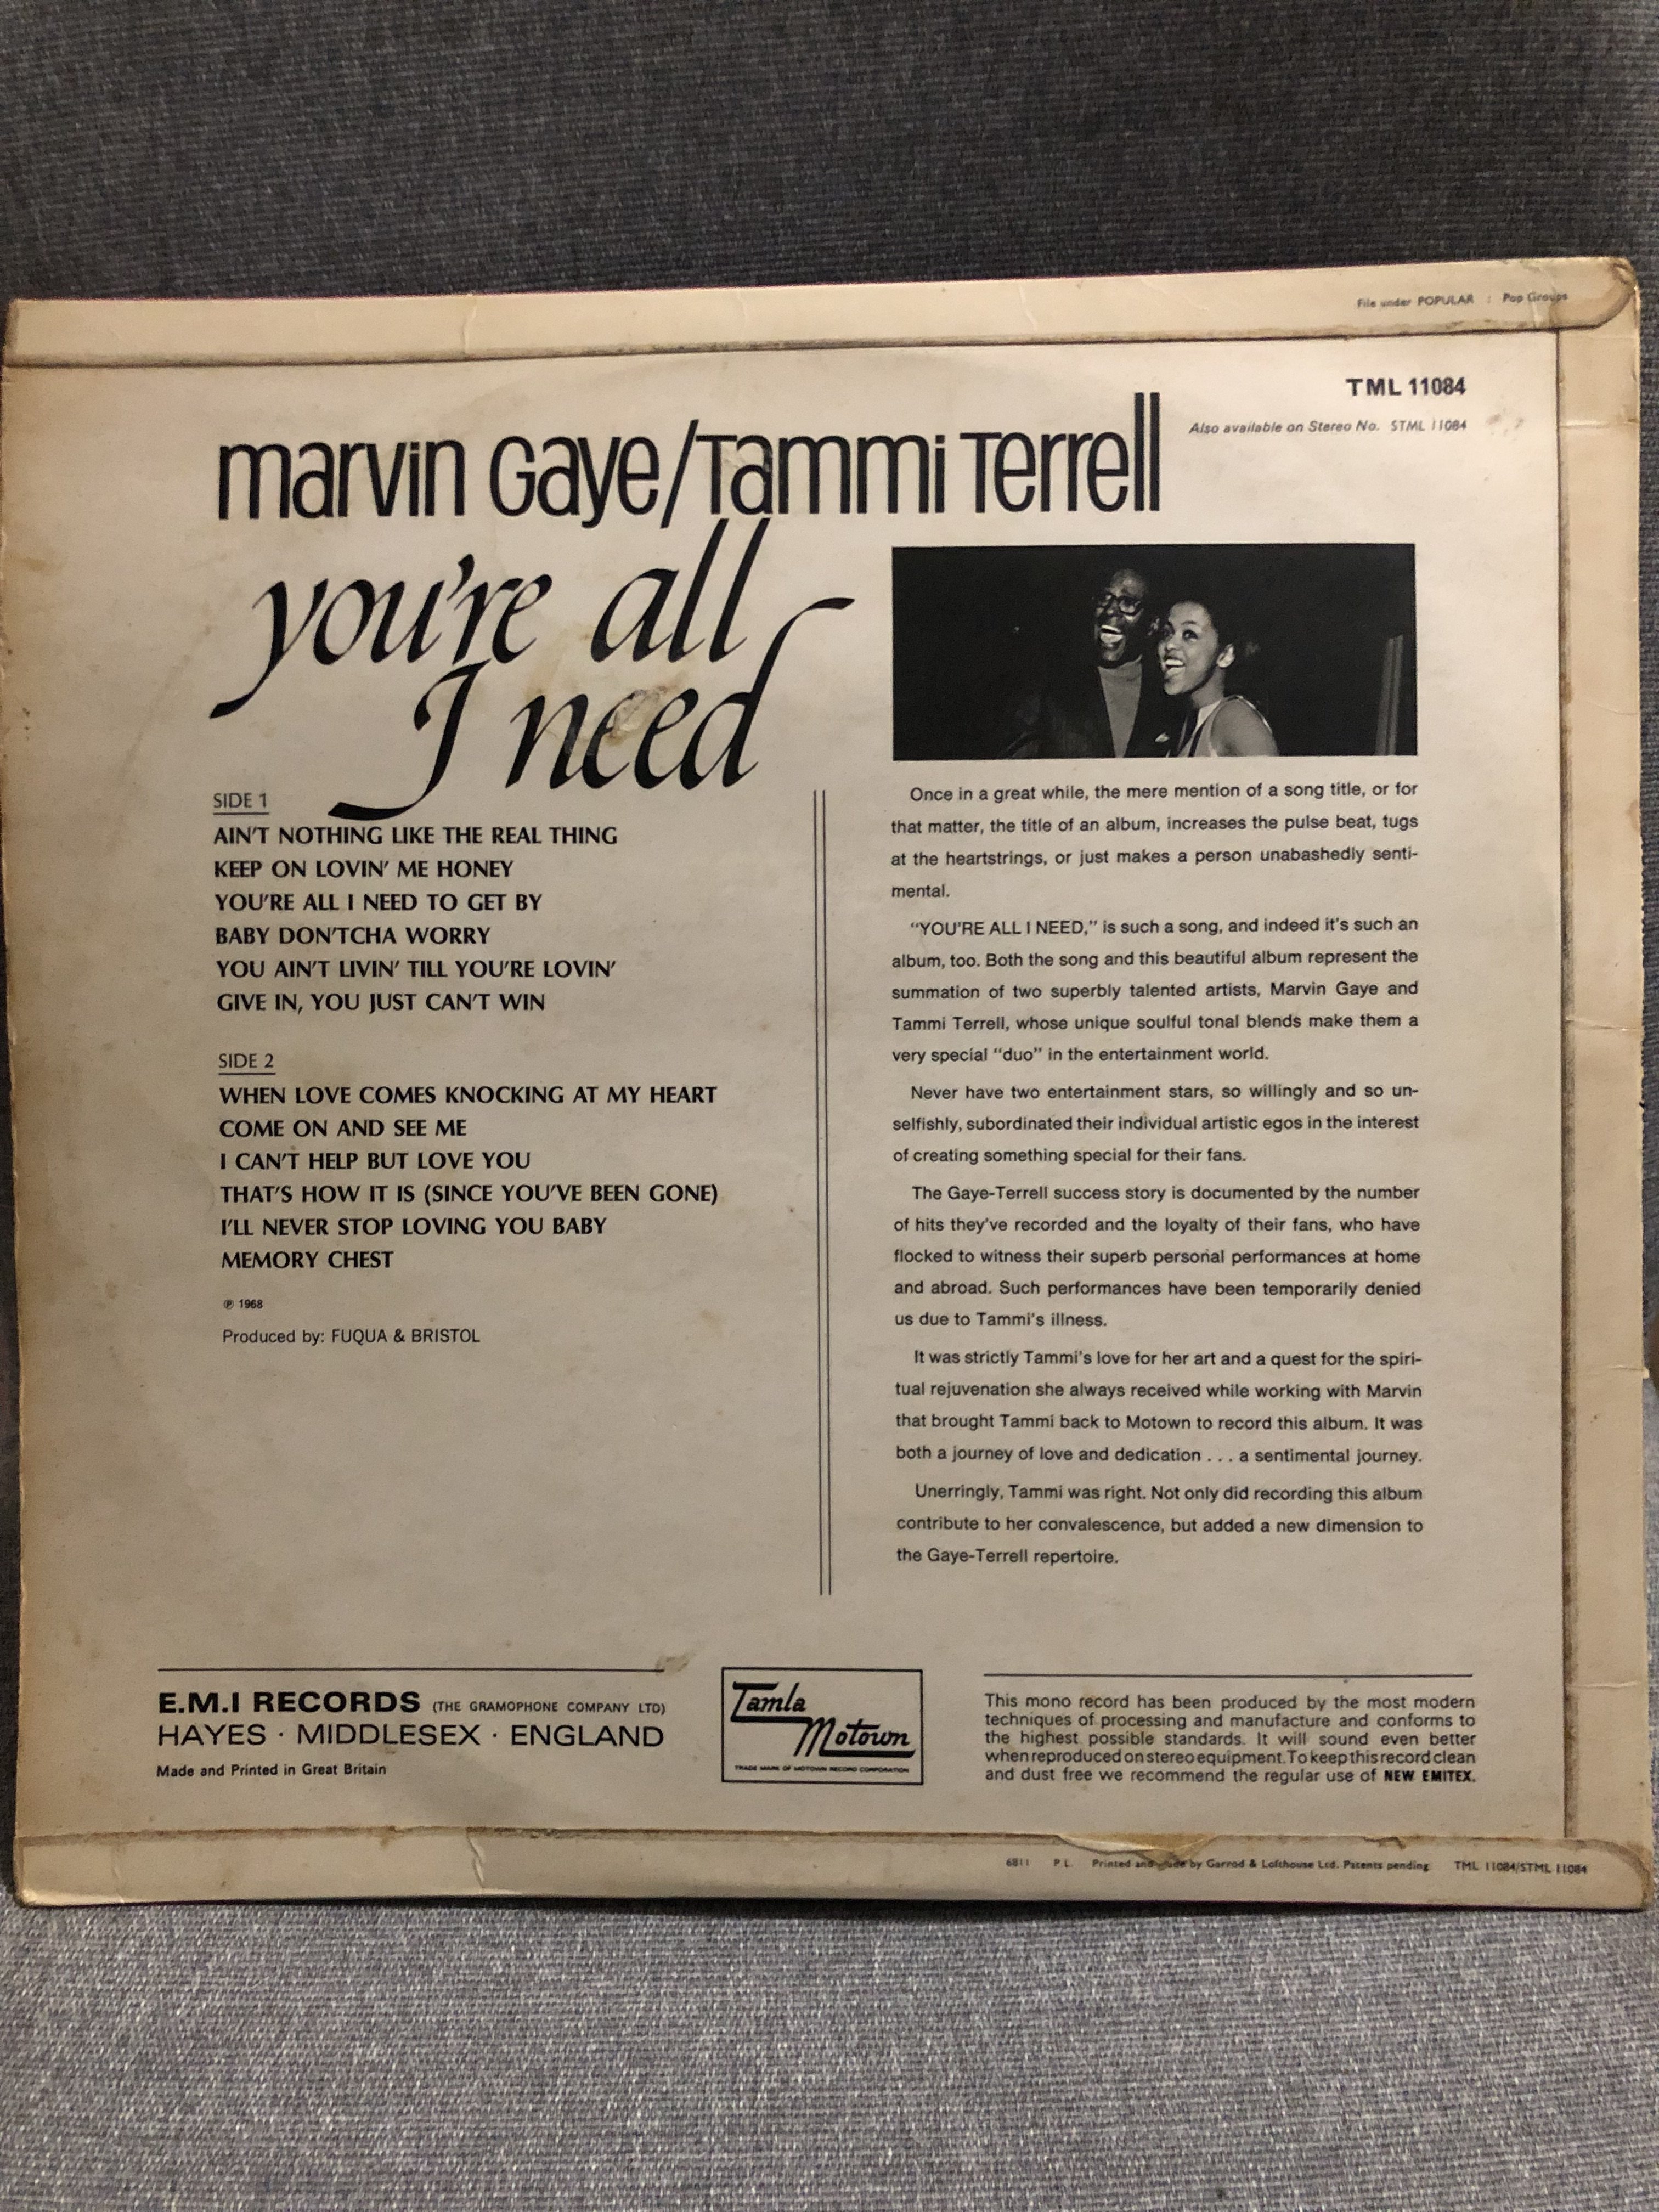 File under POPULAR : Pop Groups
TML 11084
Also available on Stereo No. STML 11084
marvin Gaye/Tammi Terrell
you're all
I need
SIDE 1
AIN'T NOTHING LIKE THE REAL THING
KEEP ON LOVIN' ME HONEY
YOU'RE ALL I NEED TO GET BY
BABY DON'TCHA WORRY
YOU AIN'T LIVIN' TILL YOU'RE LOVIN'
GIVE IN, YOU JUST CAN'T WIN
SIDE 2
WHEN LOVE COMES KNOCKING AT MY HEART
COME ON AND SEE ME
I CAN'T HELP BUT LOVE YOU
THAT'S HOW IT IS (SINCE YOU'VE BEEN GONE)
I'LL NEVER STOP LOVING YOU BABY
MEMORY CHEST
℗ 1968
Produced by: FUQUA & BRISTOL
Once in a great while, the mere mention of a song title, or for
that matter, the title of an album, increases the pulse beat, tugs
at the heartstrings, or just makes a person unabashedly senti-
mental.
"YOU'RE ALL I NEED," is such a song, and indeed it's such an
album, too. Both the song and this beautiful album represent the
summation of two superbly talented artists, Marvin Gaye and
Tammi Terrell, whose unique soulful tonal blends make them a
very special "duo" in the entertainment world.
Never have two entertainment stars, so willingly and so un-
selfishly, subordinated their individual artistic egos in the interest
of creating something special for their fans.
The Gaye-Terrell success story is documented by the number
of hits they've recorded and the loyalty of their fans, who have
flocked to witness their superb personal performances at home
and abroad. Such performances have been temporarily denied
us due to Tammi's illness.
It was strictly Tammi's love for her art and a quest for the spiri-
tual rejuvenation she always received while working with Marvin
that brought Tammi back to Motown to record this album. It was
both a journey of love and dedication . . . a sentimental journey.
Unerringly, Tammi was right. Not only did recording this album
contribute to her convalescence, but added a new dimension to
the Gaye-Terrell repertoire.
E.M.I RECORDS (THE GRAMOPHONE COMPANY LTD)
HAYES · MIDDLESEX · ENGLAND
Made and Printed in Great Britain
Tamla
Motown
TRADE MARK OF MOTOWN RECORD CORPORATION
This mono record has been produced by the most modern
techniques of processing and manufacture and conforms to
the highest possible standards. It will sound even better
when reproduced on stereo equipment. To keep this record clean
and dust free we recommend the regular use of NEW EMITEX.
6811 P L Printed and made by Garrod & Lofthouse Ltd. Patents pending TML 11084/STML 11084